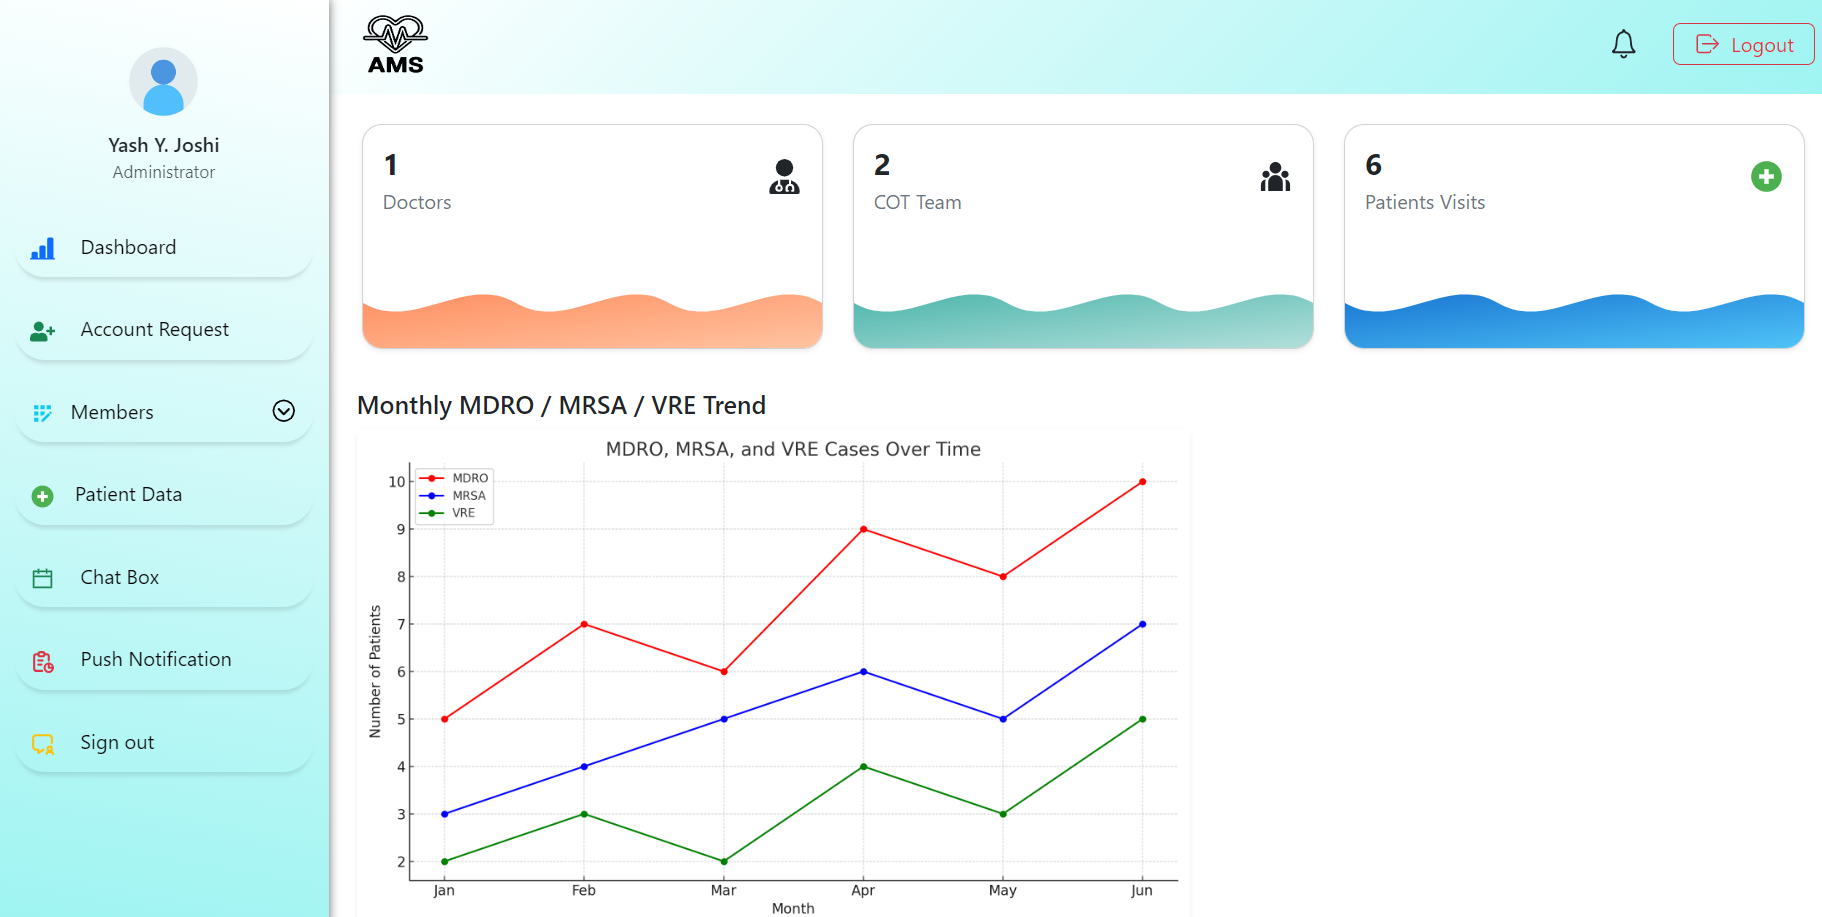 Yash Y. Joshi
Administrator
Dashboard
Account Request
Members
Patient Data
Chat Box
Push Notification
Sign out
AMS
Logout
1
Doctors
2
COT Team
6
Patients Visits
Monthly MDRO / MRSA / VRE Trend
MDRO, MRSA, and VRE Cases Over Time
MDRO
MRSA
VRE
Number of Patients
10
9
8
7
6
5
4
3
2
Jan Feb Mar Apr May Jun
Month